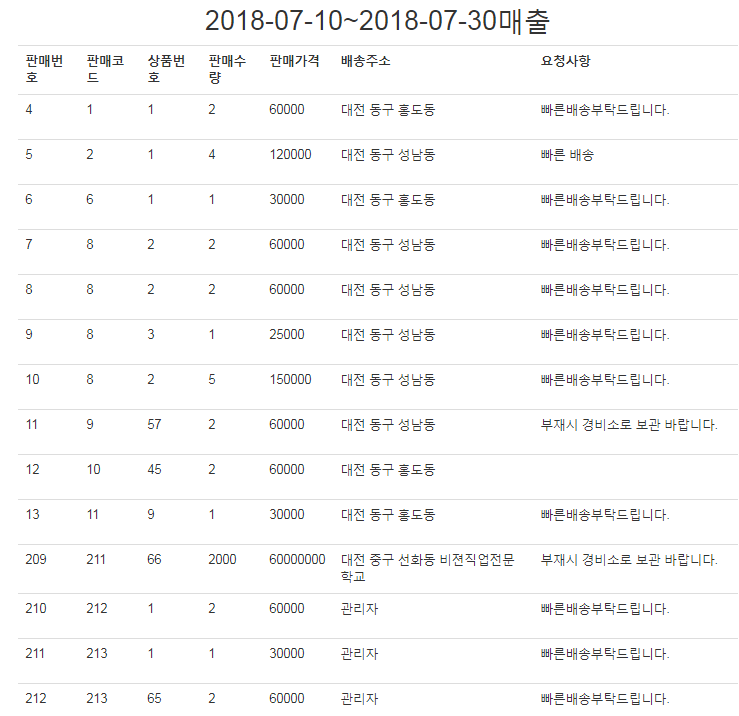 2018-07-10~2018-07-30매출
판매번 판매코 상품번 판매수 판매가격 배송주소 요청사항
호 드 호 량
4 1 1 2 60000 대전 동구 홍도동 빠른배송부탁드립니다.
5 2 1 4 120000 대전 동구 성남동 빠른 배송
6 6 1 1 30000 대전 동구 홍도동 빠른배송부탁드립니다.
7 8 2 2 60000 대전 동구 성남동 빠른배송부탁드립니다.
8 8 2 2 60000 대전 동구 성남동 빠른배송부탁드립니다.
9 8 3 1 25000 대전 동구 성남동 빠른배송부탁드립니다.
10 8 2 5 150000 대전 동구 성남동 빠른배송부탁드립니다.
11 9 57 2 60000 대전 동구 성남동 부재시 경비소로 보관 바랍니다.
12 10 45 2 60000 대전 동구 홍도동
13 11 9 1 30000 대전 동구 홍도동 빠른배송부탁드립니다.
209 211 66 2000 60000000 대전 중구 선화동 비젼직업전문 부재시 경비소로 보관 바랍니다.
학교
210 212 1 2 60000 관리자 빠른배송부탁드립니다.
211 213 1 1 30000 관리자 빠른배송부탁드립니다.
212 213 65 2 60000 관리자 빠른배송부탁드립니다.